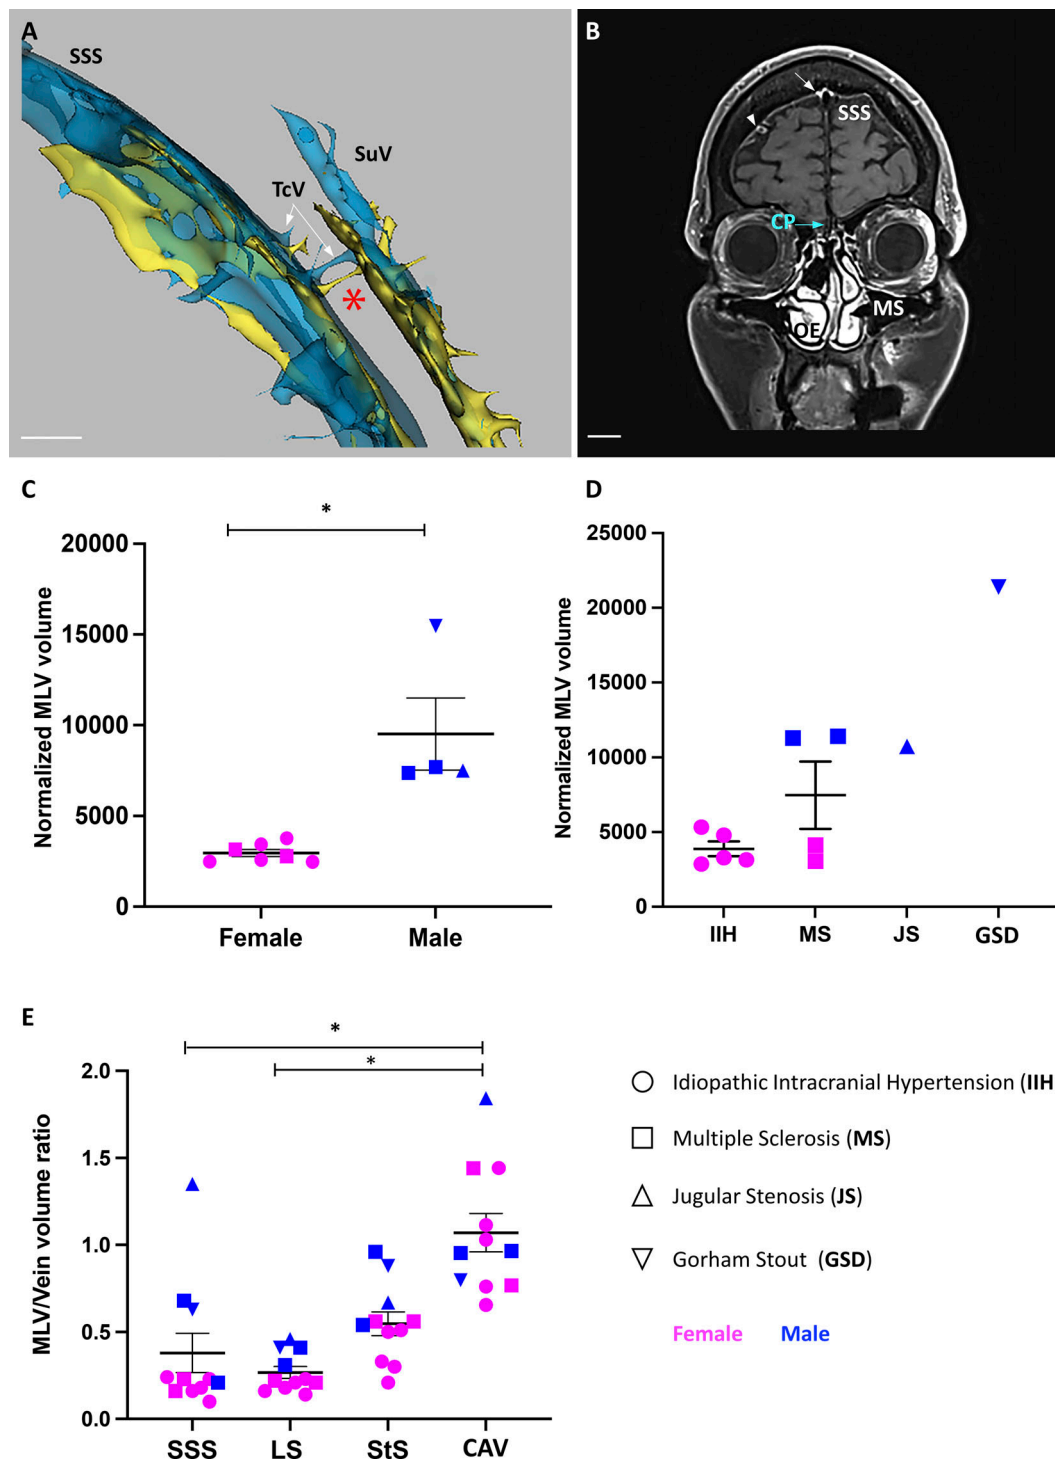 A
SSS
SuV
TcV
*
B
SSS
CP
MS
OE
C
*
Normalized MLV volume
20000
15000
10000
5000
0
Female
Male
D
Normalized MLV volume
25000
20000
15000
10000
5000
0
IIH
MS
JS
GSD
E
*
*
MLV/Vein volume ratio
2.0
1.5
1.0
0.5
0.0
SSS
LS
StS
CAV
Idiopathic Intracranial Hypertension (IIH
Multiple Sclerosis (MS)
Jugular Stenosis (JS)
Gorham Stout (GSD)
Female Male